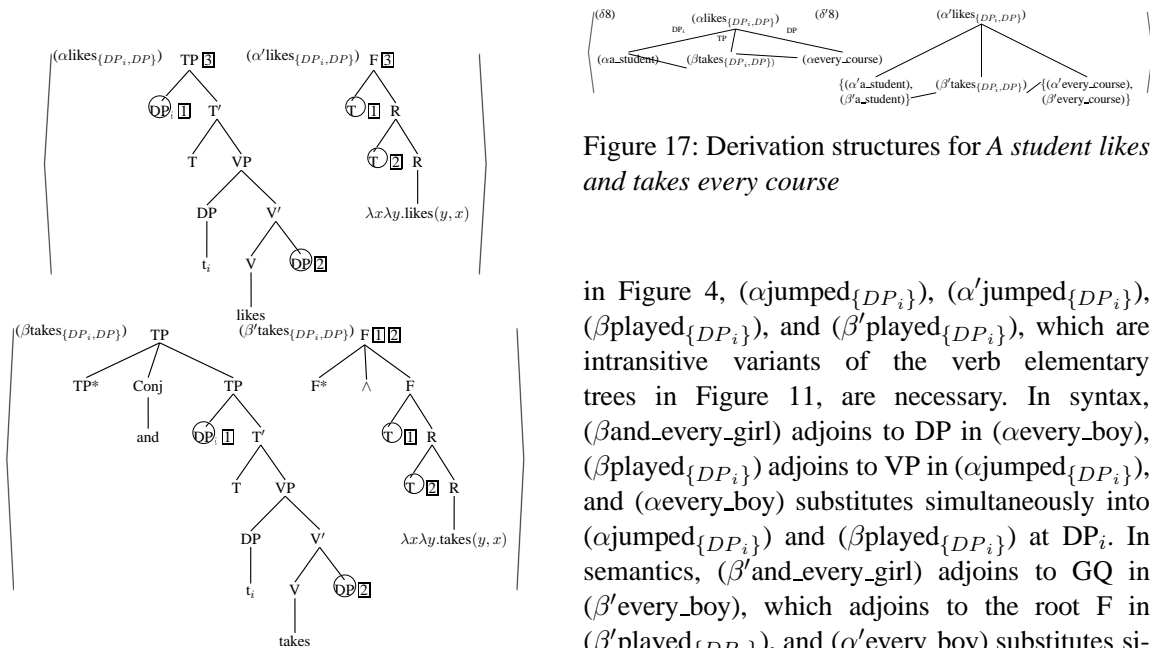 (αlikes{DPi,DP}) TP 3 (α′likes{DPi,DP}) F 3
DPi 1 T′ T 1 R
T VP T 2 R
DP V′ λxλy.likes(y, x)
ti V DP 2
likes
(βtakes{DPi,DP}) TP (β′takes{DPi,DP}) F 1 2
TP* Conj TP F* ∧ F
and DPi 1 T′ T 1 R
T VP T 2 R
DP V′ λxλy.takes(y, x)
ti V DP 2
takes
(δ8) (αlikes{DPi,DP}) (δ′8) (α′likes{DPi,DP})
DPi TP DP
(αa_student) (βtakes{DPi,DP}) (αevery_course)
{(α′a_student), (β′takes{DPi,DP}) {(α′every_course),
(β′a_student)} (β′every_course)}
Figure 17: Derivation structures for A student likes
and takes every course
in Figure 4, (αjumped{DPi}), (α′jumped{DPi}),
(βplayed{DPi}), and (β′played{DPi}), which are
intransitive variants of the verb elementary
trees in Figure 11, are necessary. In syntax,
(βand_every_girl) adjoins to DP in (αevery_boy),
(βplayed{DPi}) adjoins to VP in (αjumped{DPi}),
and (αevery_boy) substitutes simultaneously into
(αjumped{DPi}) and (βplayed{DPi}) at DPi. In
semantics, (β′and_every_girl) adjoins to GQ in
(β′every_boy), which adjoins to the root F in
(β′played{DPi}), and (α′every_boy) substitutes si-